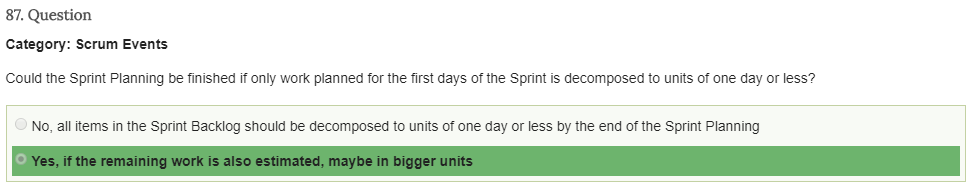 87. Question
Category: Scrum Events
Could the Sprint Planning be finished if only work planned for the first days of the Sprint is decomposed to units of one day or less?
No, all items in the Sprint Backlog should be decomposed to units of one day or less by the end of the Sprint Planning
Yes, if the remaining work is also estimated, maybe in bigger units